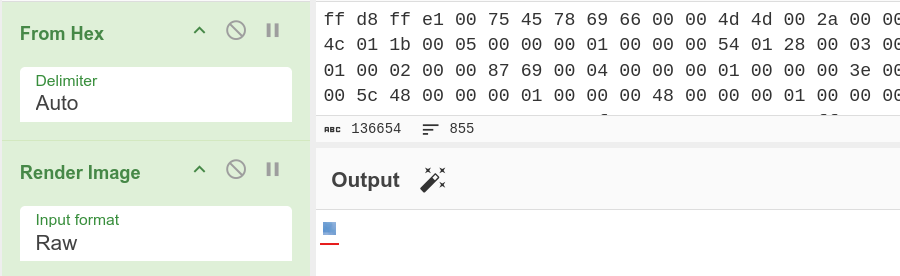 From Hex
Delimiter
Auto
Render Image
Input format
Raw
ff d8 ff e1 00 75 45 78 69 66 00 00 4d 4d 00 2a 00 00
4c 01 1b 00 05 00 00 00 01 00 00 00 54 01 28 00 03 00
01 00 02 00 00 87 69 00 04 00 00 00 01 00 00 00 3e 00
00 5c 48 00 00 00 01 00 00 00 48 00 00 00 01 00 00 00
ABC 136654 855
Output